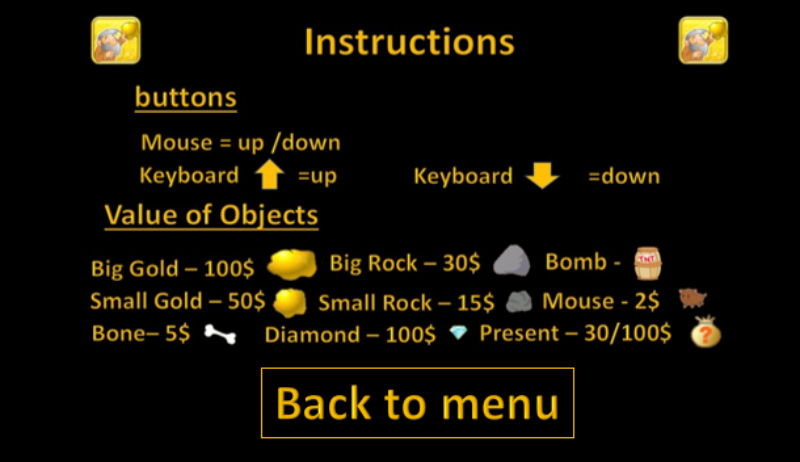 Instructions
buttons
Mouse = up /down
Keyboard =up Keyboard =down
Value of Objects
Big Gold – 100$ Big Rock – 30$ Bomb - TNT
Small Gold – 50$ Small Rock – 15$ Mouse - 2$
Bone– 5$ Diamond – 100$ Present – 30/100$ ?
Back to menu